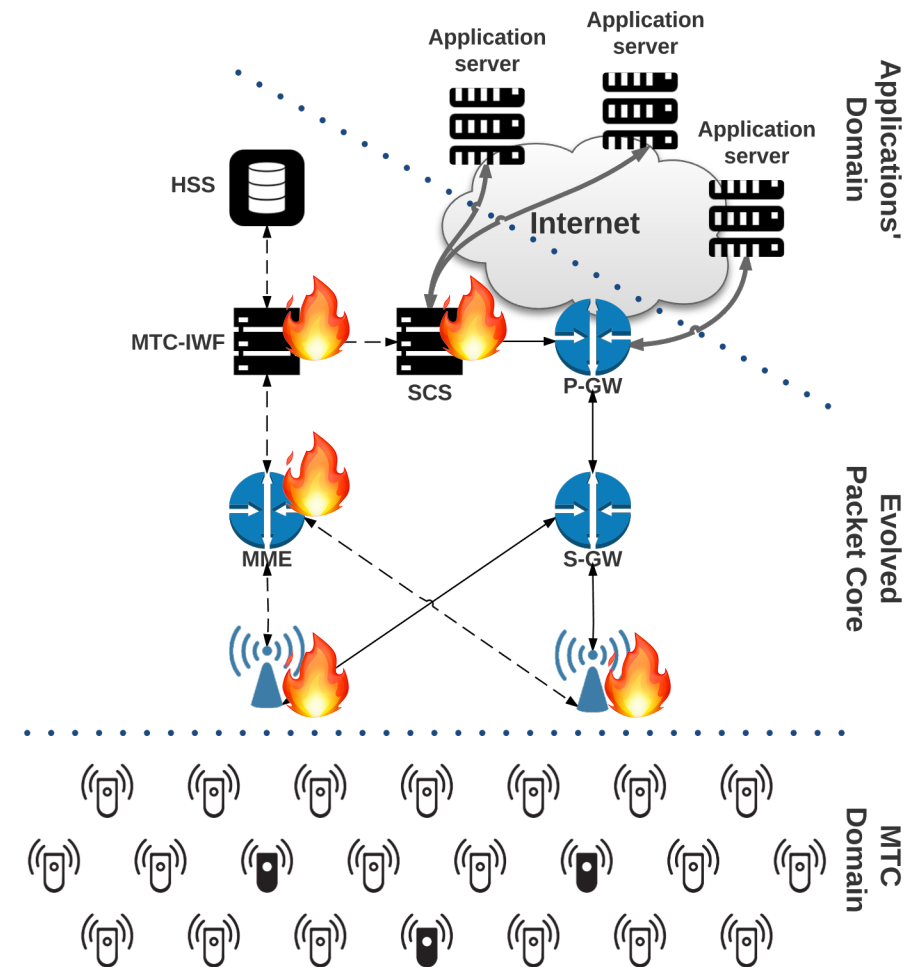 Application
server
Application
server
Application
server
Applications'
Domain
HSS
Internet
MTC-IWF
SCS
P-GW
MME
S-GW
Evolved
Packet Core
MTC
Domain